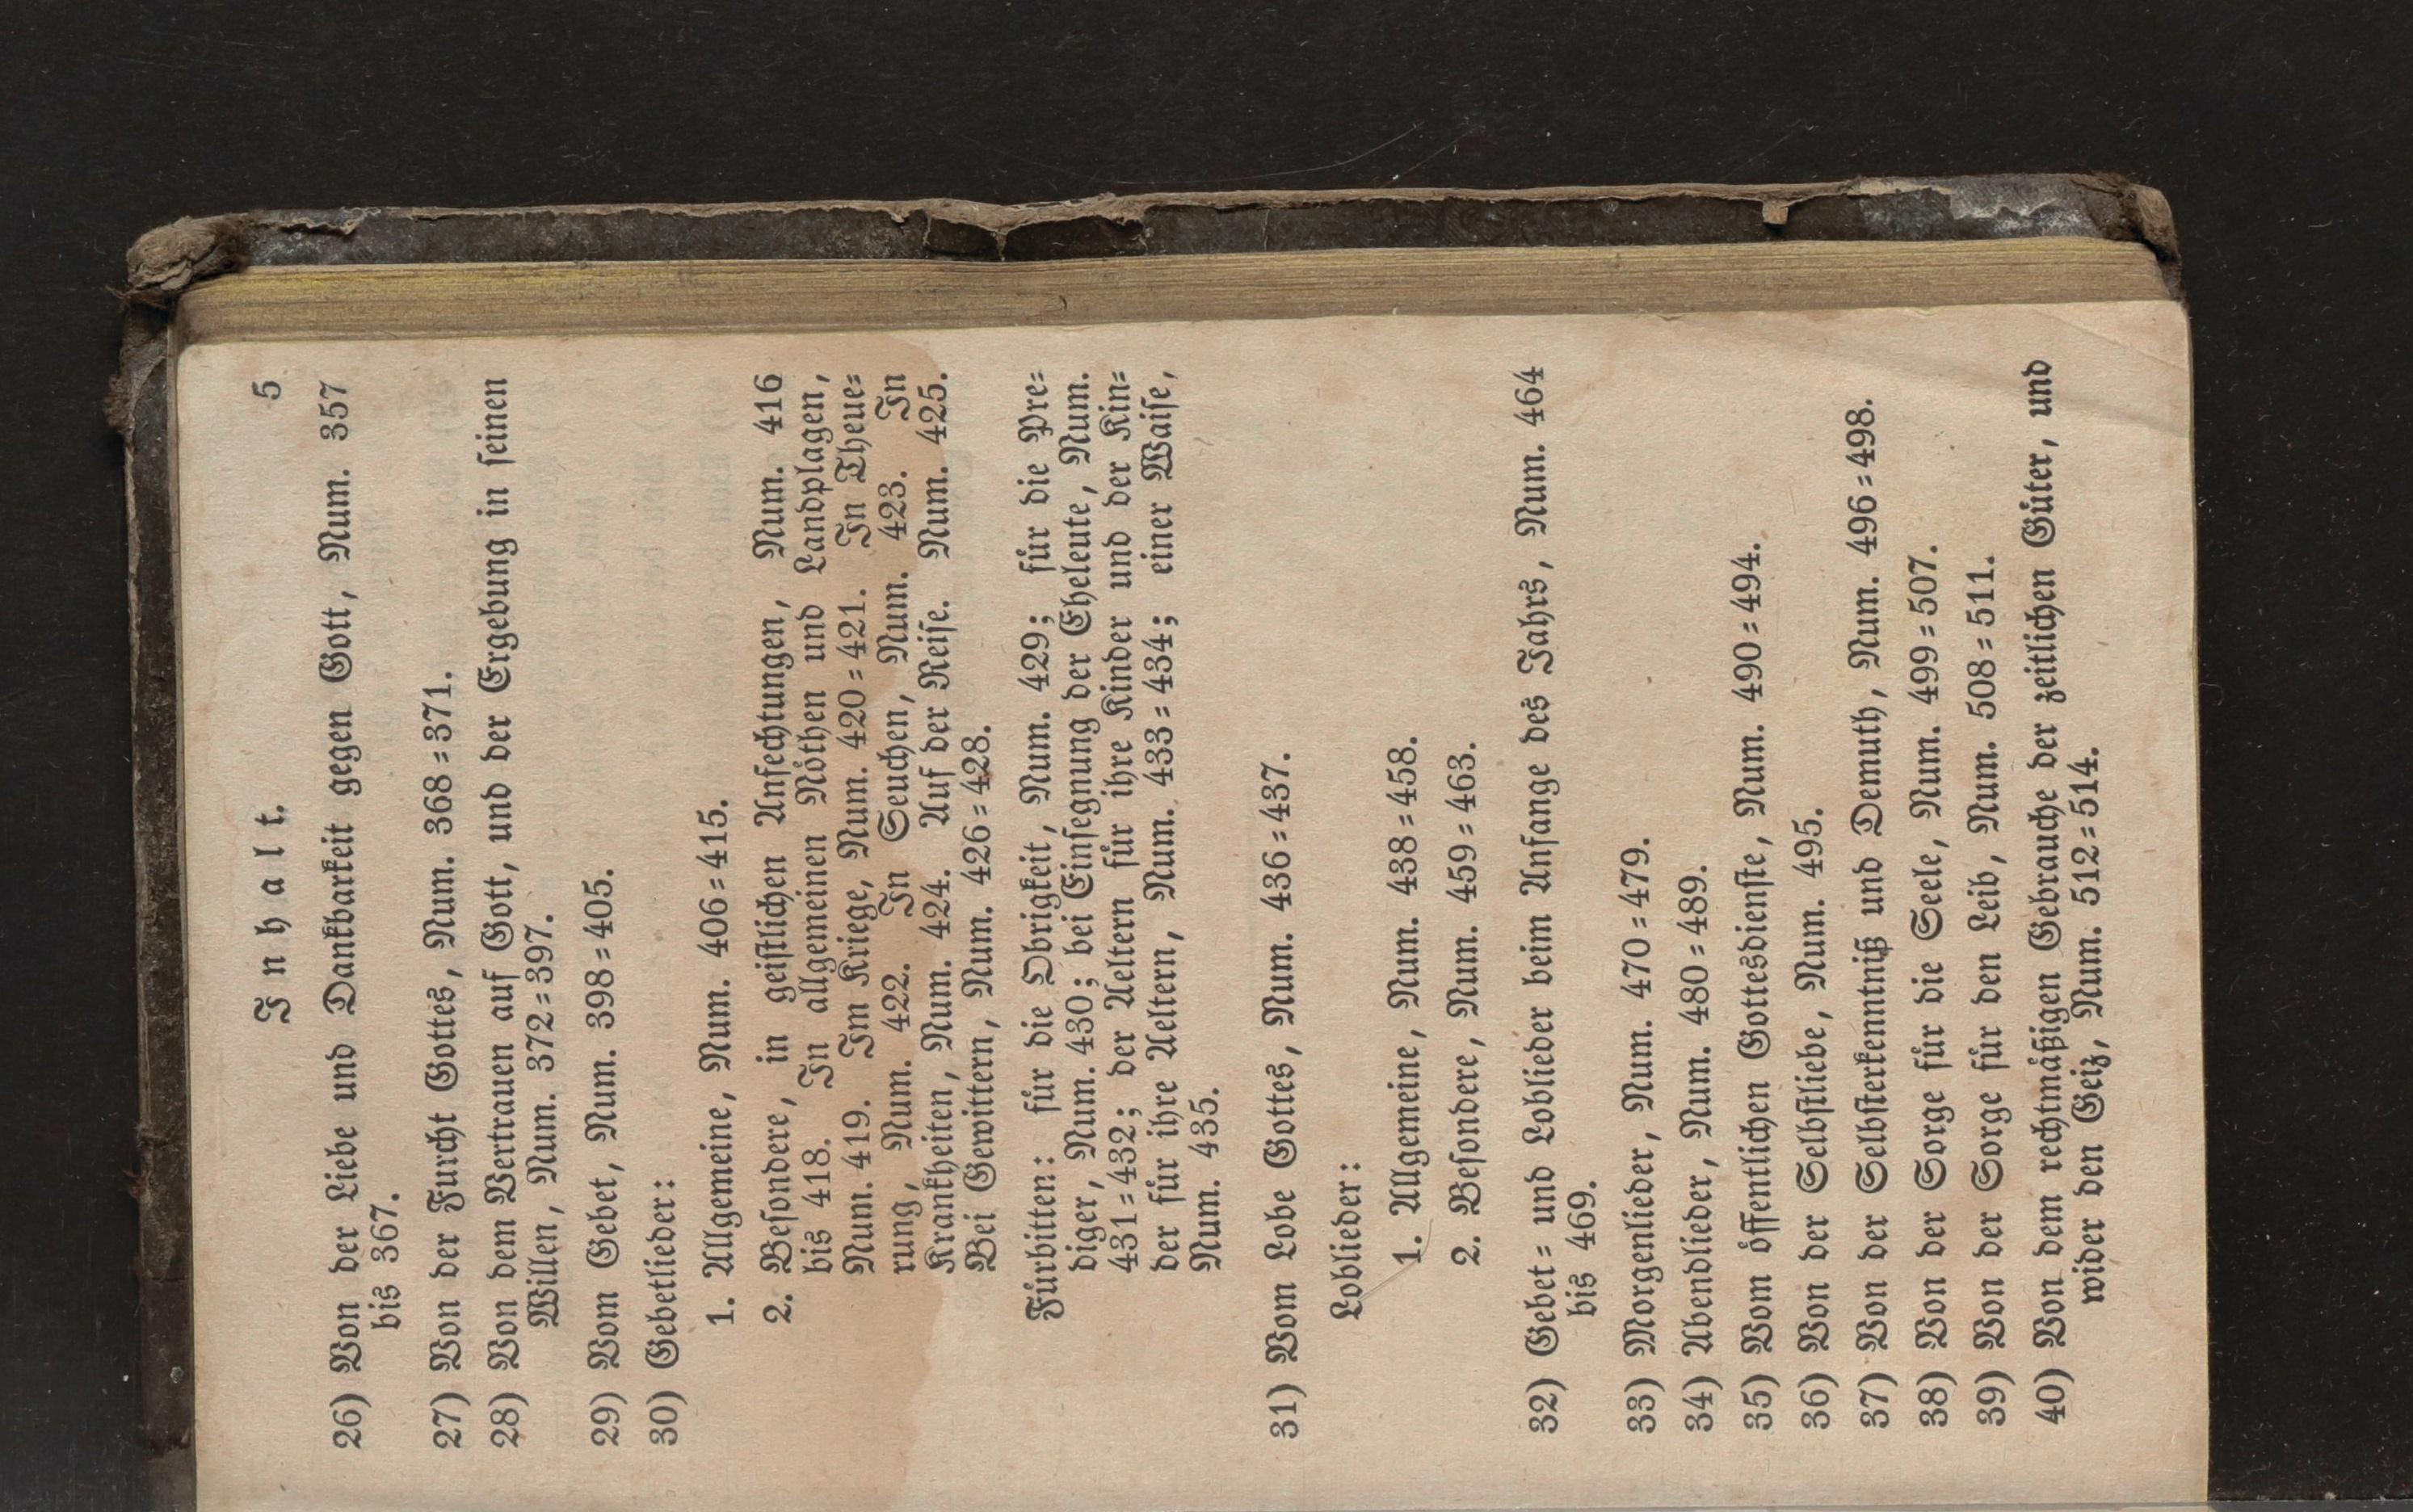 Inhalt. 5
26) Von der Liebe und Dankbarkeit gegen Gott, Num. 357
bis 367.
27) Von der Furcht Gottes, Num. 368=371.
28) Von dem Vertrauen auf Gott, und der Ergebung in seinen
Willen, Num. 372=397.
29) Vom Gebet, Num. 398=405.
30) Gebetlieder:
1. Allgemeine, Num. 406=415.
2. Besondere, in geistlichen Anfechtungen, Num. 416
bis 418. In allgemeinen Nöthen und Landplagen,
Num. 419. Im Kriege, Num. 420=421. In Theue=
rung, Num. 422. In Seuchen, Num. 423. In
Krankheiten, Num. 424. Auf der Reise. Num. 425.
Bei Gewittern, Num. 426=428.
Fürbitten: für die Obrigkeit, Num. 429; für die Pre=
diger, Num. 430; bei Einsegnung der Eheleute, Num.
431=432; der Aeltern für ihre Kinder und der Kin=
der für ihre Aeltern, Num. 433=434; einer Waise,
Num. 435.
31) Vom Lobe Gottes, Num. 436=437.
Loblieder:
1. Allgemeine, Num. 438=458.
2. Besondere, Num. 459=463.
32) Gebet= und Loblieder beim Anfange des Jahrs, Num. 464
bis 469.
33) Morgenlieder, Num. 470=479.
34) Abendlieder, Num. 480=489.
35) Vom öffentlichen Gottesdienste, Num. 490=494.
36) Von der Selbstliebe, Num. 495.
37) Von der Selbsterkenntniß und Demuth, Num. 496=498.
38) Von der Sorge für die Seele, Num. 499=507.
39) Von der Sorge für den Leib, Num. 508=511.
40) Von dem rechtmäßigen Gebrauche der zeitlichen Güter, und
wider den Geiz, Num. 512=514.